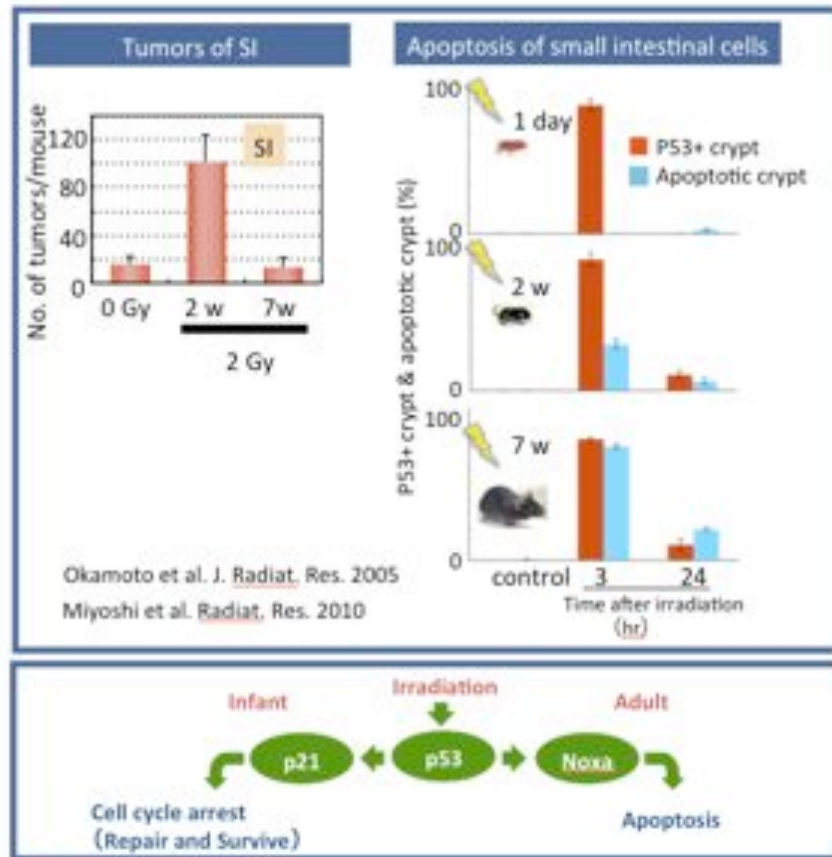 Tumors of SI
No. of tumors/mouse
120
80
40
0
SI
0 Gy 2 w 7w
2 Gy
Okamoto et al. J. Radiat. Res. 2005
Miyoshi et al. Radiat. Res. 2010
Apoptosis of small intestinal cells
P53+ crypt & apoptotic crypt (%)
100
1 day
0
P53+ crypt
Apoptotic crypt
100
2 w
0
100
7 w
0
control 3 24
Time after irradiation
(hr)
Irradiation
Infant Adult
p21 p53 Noxa
Cell cycle arrest
(Repair and Survive)
Apoptosis